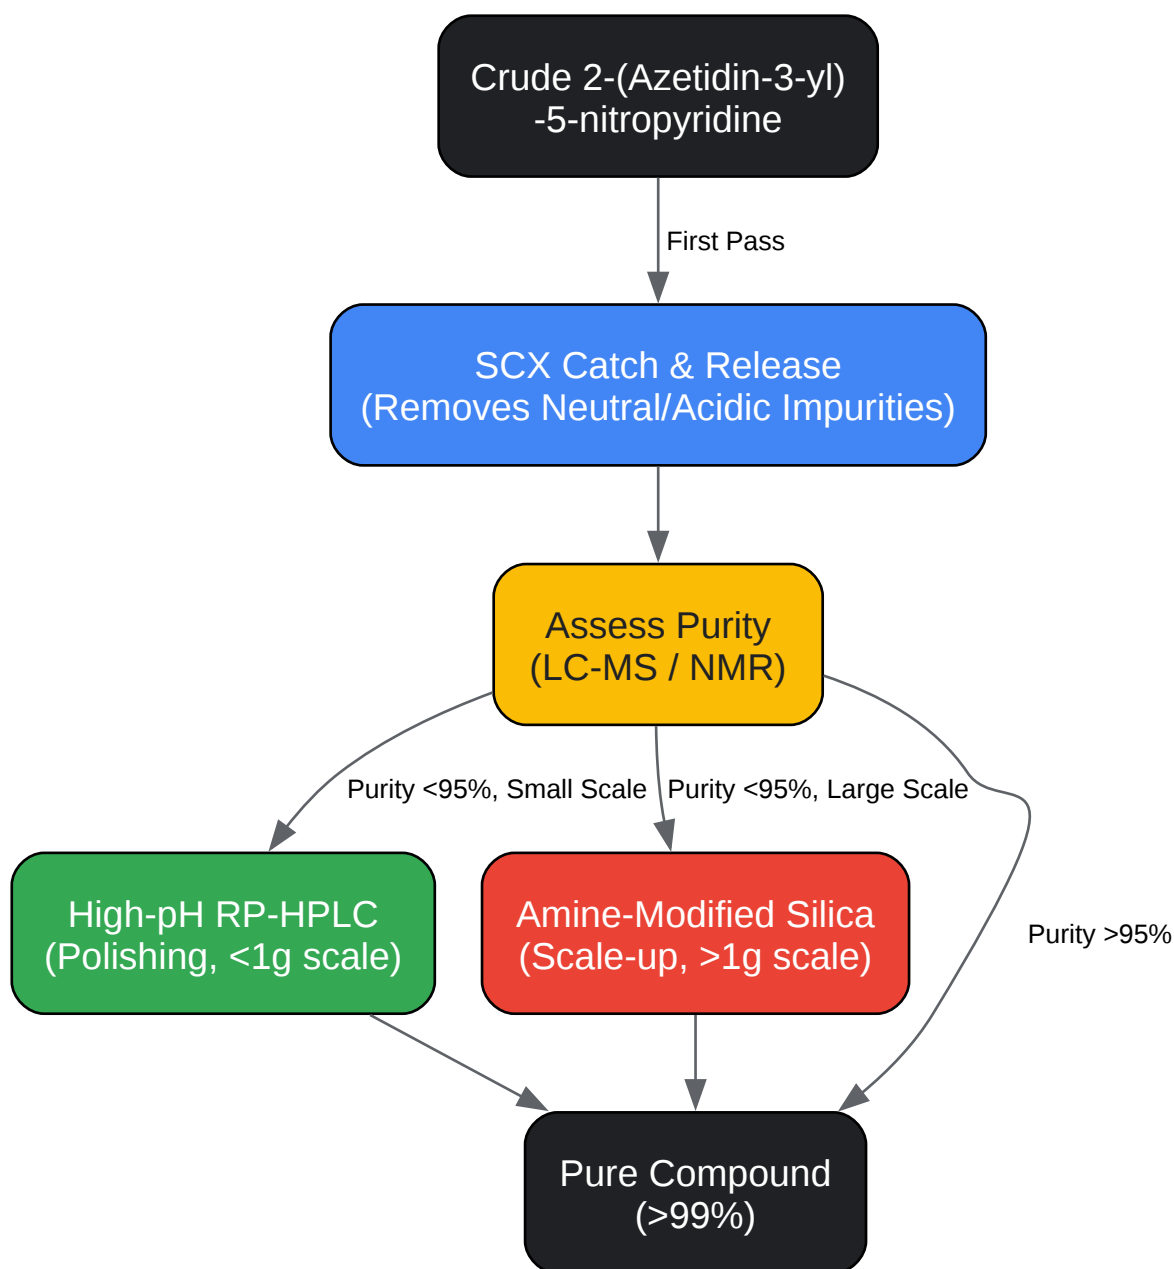 Crude 2-(Azetidin-3-yl)
-5-nitropyridine
First Pass
SCX Catch & Release
(Removes Neutral/Acidic Impurities)
Assess Purity
(LC-MS / NMR)
Purity <95%, Small Scale
Purity <95%, Large Scale
High-pH RP-HPLC
(Polishing, <1g scale)
Amine-Modified Silica
(Scale-up, >1g scale)
Purity >95%
Pure Compound
(>99%)